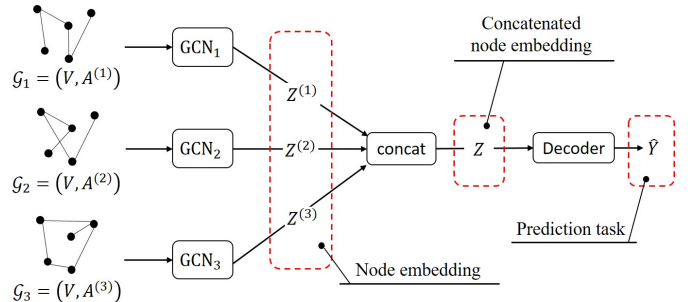 Concatenated
node embedding
GCN₁
𝒢₁ = (V, A⁽¹⁾)
Z⁽¹⁾
GCN₂
Z⁽²⁾
concat
Z
Decoder
Ŷ
𝒢₂ = (V, A⁽²⁾)
Z⁽³⁾
Prediction task
GCN₃
Node embedding
𝒢₃ = (V, A⁽³⁾)